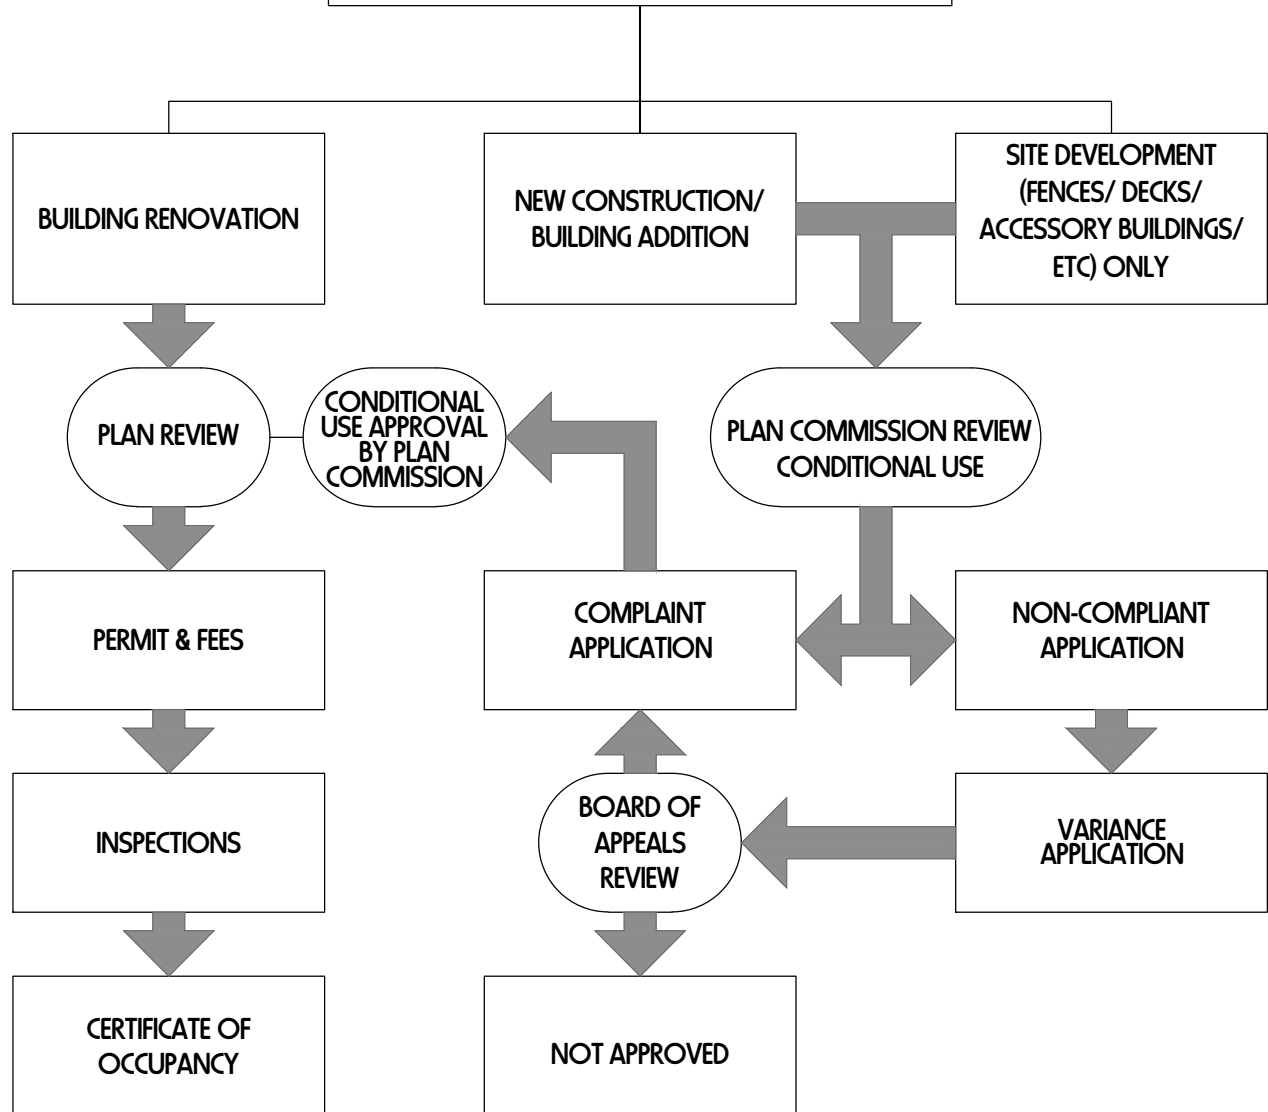 BUILDING RENOVATION
NEW CONSTRUCTION/
BUILDING ADDITION
SITE DEVELOPMENT
(FENCES/ DECKS/
ACCESSORY BUILDINGS/
ETC) ONLY
PLAN REVIEW
CONDITIONAL
USE APPROVAL
BY PLAN
COMMISSION
PLAN COMMISSION REVIEW
CONDITIONAL USE
PERMIT & FEES
COMPLAINT
APPLICATION
NON-COMPLIANT
APPLICATION
INSPECTIONS
BOARD OF
APPEALS
REVIEW
VARIANCE
APPLICATION
CERTIFICATE OF
OCCUPANCY
NOT APPROVED